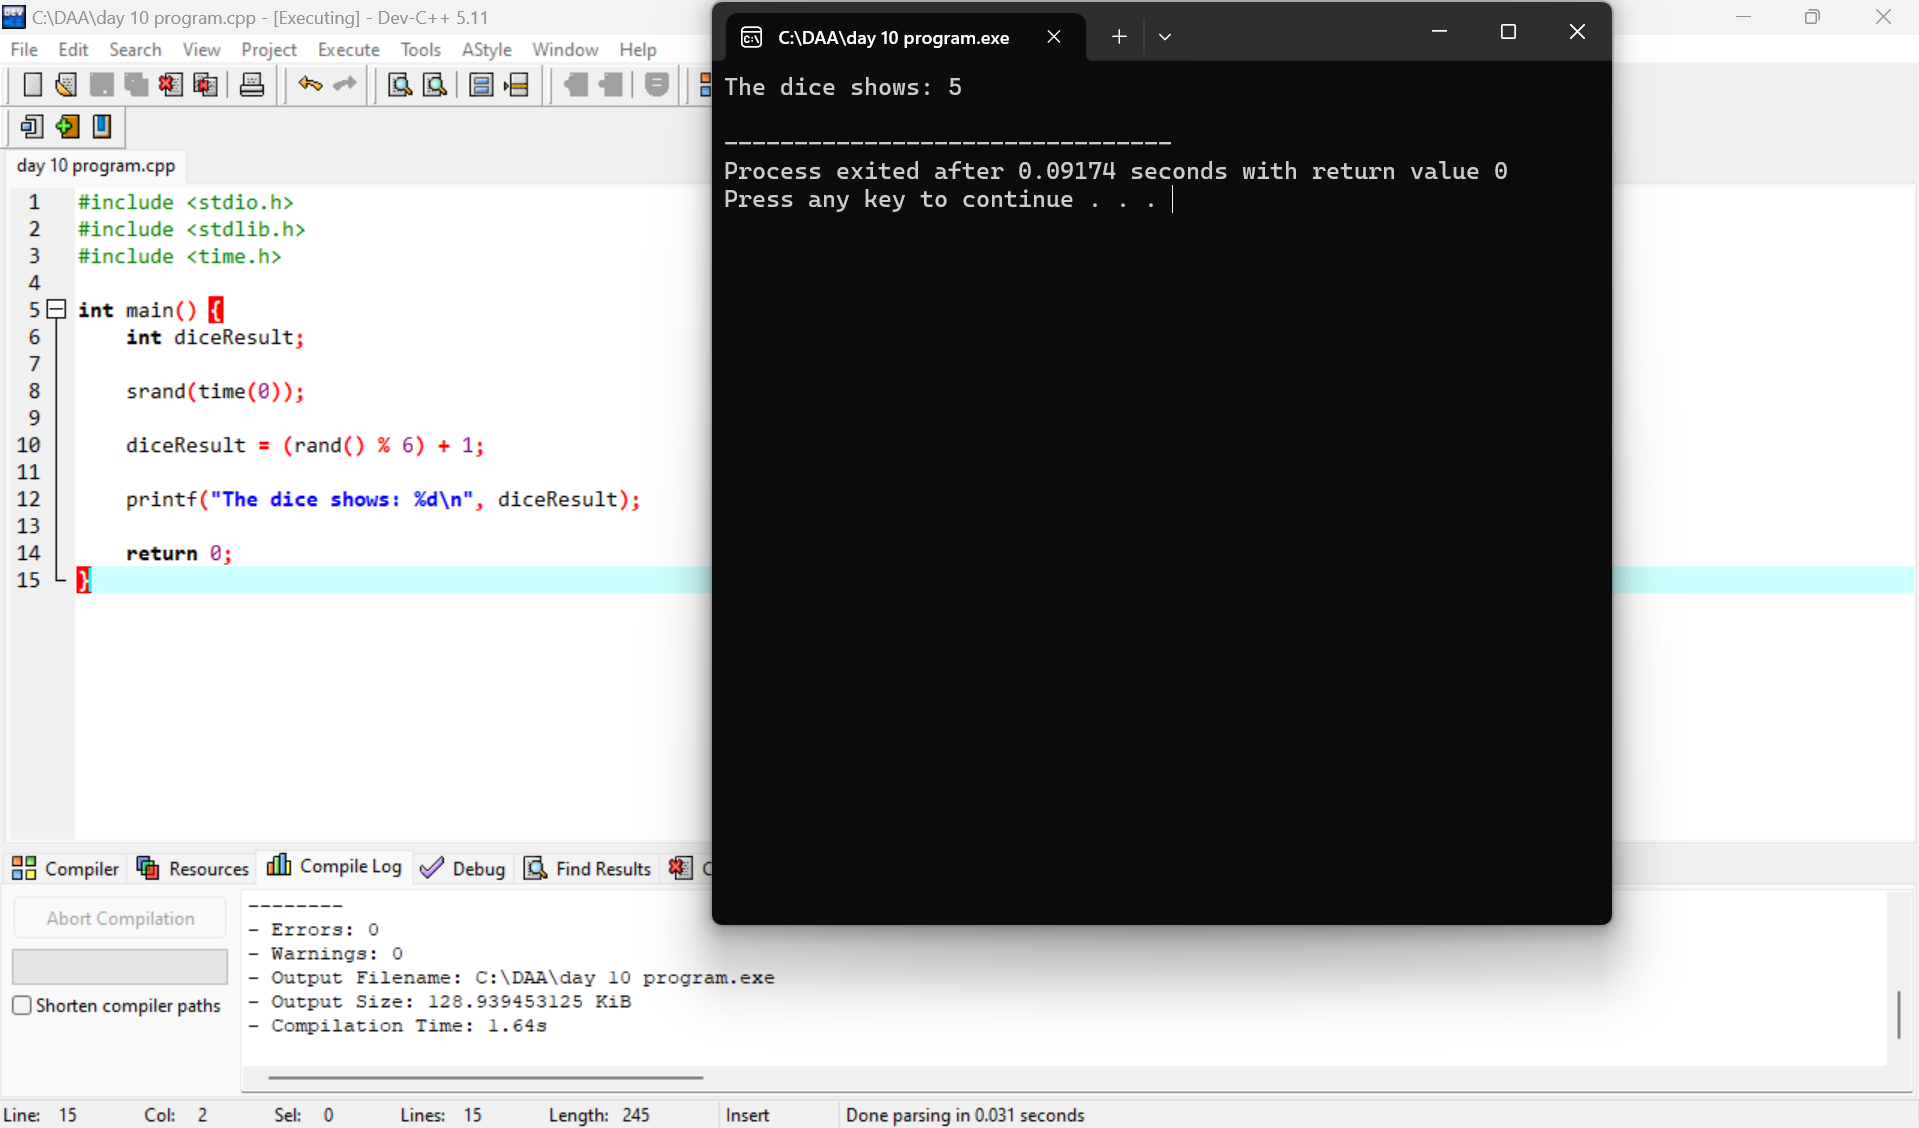 C:\DAA\day 10 program.cpp - [Executing] - Dev-C++ 5.11
File Edit Search View Project Execute Tools AStyle Window Help
day 10 program.cpp
1 #include <stdio.h>
2 #include <stdlib.h>
3 #include <time.h>
4
5 int main() {
6 int diceResult;
7
8 srand(time(0));
9
10 diceResult = (rand() % 6) + 1;
11
12 printf("The dice shows: %d\n", diceResult);
13
14 return 0;
15 }
C:\DAA\day 10 program.exe
The dice shows: 5
--------------------------------
Process exited after 0.09174 seconds with return value 0
Press any key to continue . . .
Compiler Resources Compile Log Debug Find Results
Abort Compilation
Shorten compiler paths
--------
- Errors: 0
- Warnings: 0
- Output Filename: C:\DAA\day 10 program.exe
- Output Size: 128.939453125 KiB
- Compilation Time: 1.64s
Line: 15 Col: 2 Sel: 0 Lines: 15 Length: 245 Insert Done parsing in 0.031 seconds